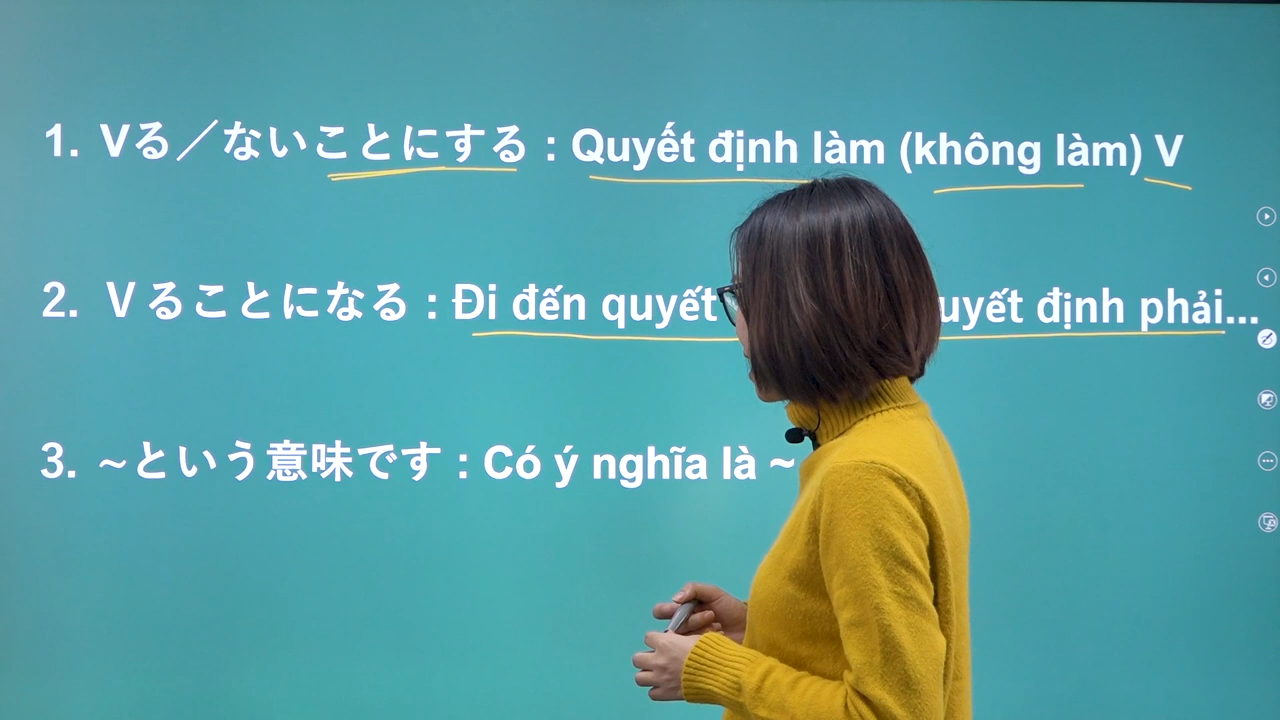 1. Vる／ないことにする : Quyết định làm (không làm) V
2. Vることになる : Đi đến quyết định phải...
3. ~という意味です : Có ý nghĩa là ~